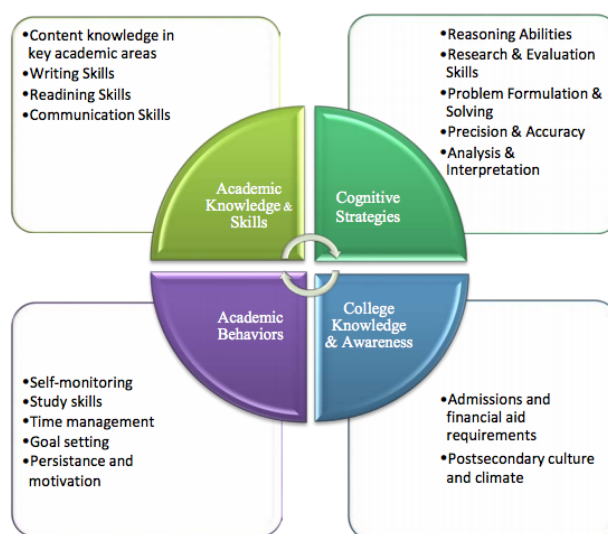 •Content knowledge in
key academic areas
•Writing Skills
•Readining Skills
•Communication Skills
•Reasoning Abilities
•Research & Evaluation
Skills
•Problem Formulation &
Solving
•Precision & Accuracy
•Analysis &
Interpretation
Academic
Knowledge &
Skills
Cognitive
Strategies
Academic
Behaviors
College
Knowledge
& Awareness
•Self-monitoring
•Study skills
•Time management
•Goal setting
•Persistance and
motivation
•Admissions and
financial aid
requirements
•Postsecondary culture
and climate